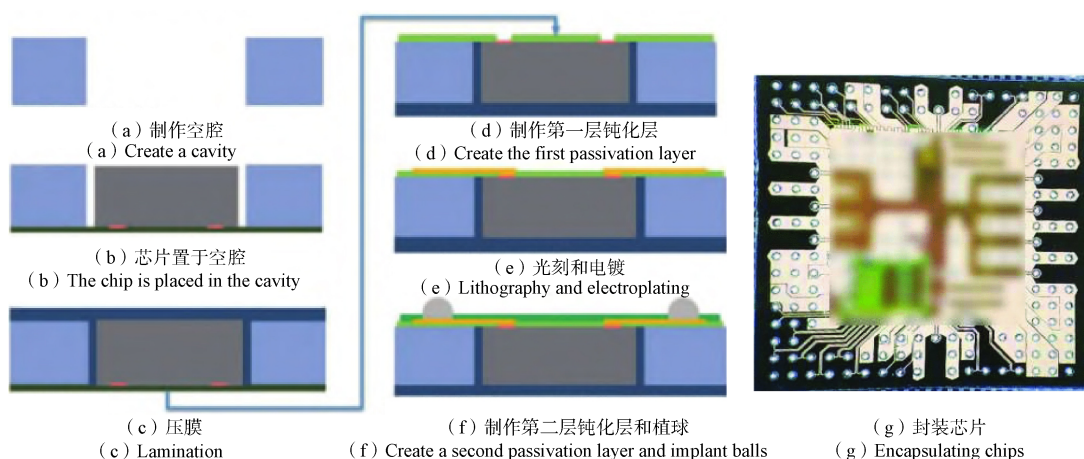 （a）制作空腔
（a）Create a cavity
（b）芯片置于空腔
（b）The chip is placed in the cavity
（c）压膜
（c）Lamination
（d）制作第一层钝化层
（d）Create the first passivation layer
（e）光刻和电镀
（e）Lithography and electroplating
（f）制作第二层钝化层和植球
（f）Create a second passivation layer and implant balls
（g）封装芯片
（g）Encapsulating chips